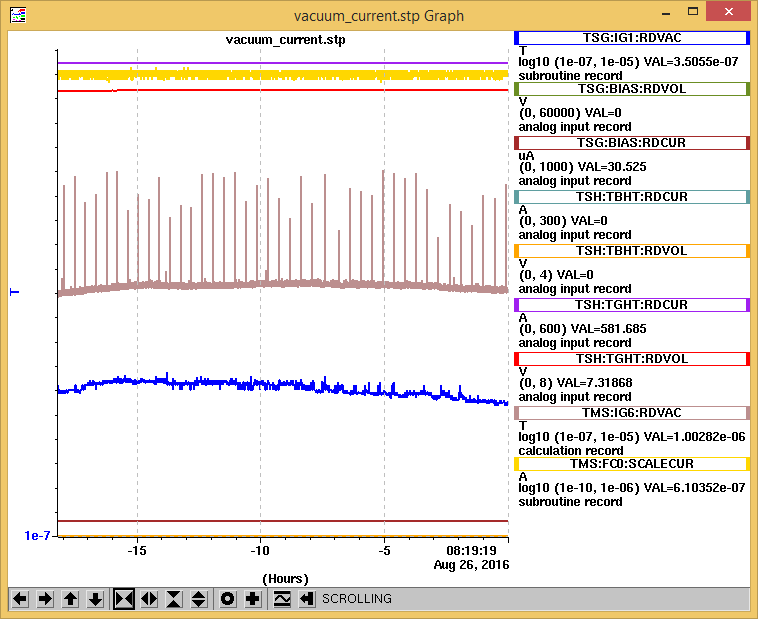 vacuum_current.stp Graph
vacuum_current.stp
T
1e-7
-15
-10
-5
08:19:19
Aug 26, 2016
(Hours)
TSG:IG1:RDVAC
T
log10 (1e-07, 1e-05) VAL=3.5055e-07
subroutine record
TSG:BIAS:RDVOL
V
(0, 60000) VAL=0
analog input record
TSG:BIAS:RDCUR
uA
(0, 1000) VAL=30.525
analog input record
TSH:TBHT:RDCUR
A
(0, 300) VAL=0
analog input record
TSH:TBHT:RDVOL
V
(0, 4) VAL=0
analog input record
TSH:TGHT:RDCUR
A
(0, 600) VAL=581.685
analog input record
TSH:TGHT:RDVOL
V
(0, 8) VAL=7.31868
analog input record
TMS:IG6:RDVAC
T
log10 (1e-07, 1e-05) VAL=1.00282e-06
calculation record
TMS:FC0:SCALECUR
A
log10 (1e-10, 1e-06) VAL=6.10352e-07
subroutine record
SCROLLING